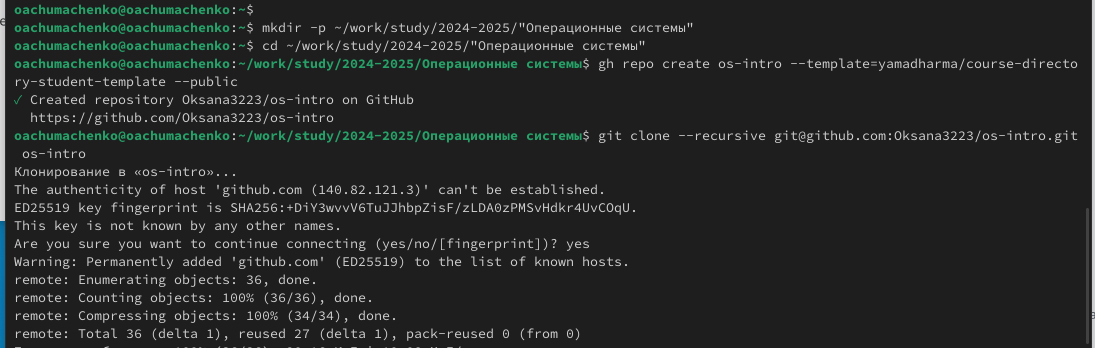 oachumachenko@oachumachenko:~$
oachumachenko@oachumachenko:~$ mkdir -p ~/work/study/2024-2025/"Операционные системы"
oachumachenko@oachumachenko:~$ cd ~/work/study/2024-2025/"Операционные системы"
oachumachenko@oachumachenko:~/work/study/2024-2025/Операционные системы$ gh repo create os-intro --template=yamadharma/course-directo
ry-student-template --public
✓ Created repository Oksana3223/os-intro on GitHub
https://github.com/Oksana3223/os-intro
oachumachenko@oachumachenko:~/work/study/2024-2025/Операционные системы$ git clone --recursive git@github.com:Oksana3223/os-intro.git
os-intro
Клонирование в «os-intro»...
The authenticity of host 'github.com (140.82.121.3)' can't be established.
ED25519 key fingerprint is SHA256:+DiY3wvvV6TuJJhbpZisF/zLDA0zPMSvHdkr4UvCOqU.
This key is not known by any other names.
Are you sure you want to continue connecting (yes/no/[fingerprint])? yes
Warning: Permanently added 'github.com' (ED25519) to the list of known hosts.
remote: Enumerating objects: 36, done.
remote: Counting objects: 100% (36/36), done.
remote: Compressing objects: 100% (34/34), done.
remote: Total 36 (delta 1), reused 27 (delta 1), pack-reused 0 (from 0)